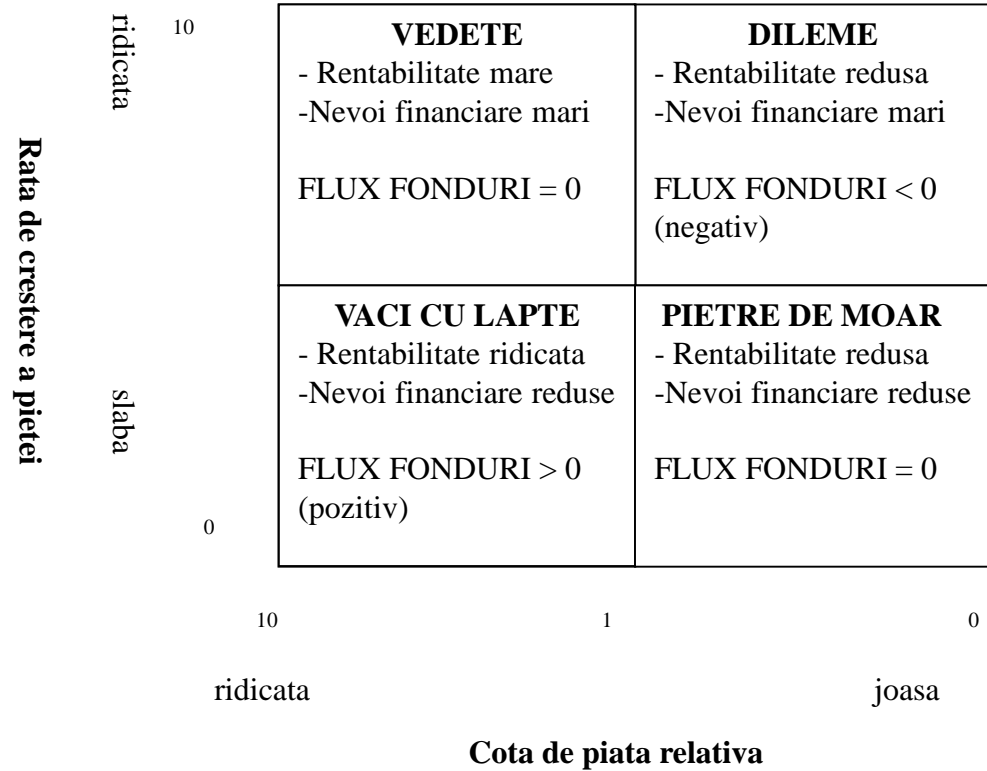 ridicata
10
VEDETE
- Rentabilitate mare
-Nevoi financiare mari
FLUX FONDURI = 0
DILEME
- Rentabilitate redusa
-Nevoi financiare mari
FLUX FONDURI < 0
(negativ)
Rata de crestere a pietei
slaba
0
VACI CU LAPTE
- Rentabilitate ridicata
-Nevoi financiare reduse
FLUX FONDURI > 0
(pozitiv)
PIETRE DE MOAR
- Rentabilitate redusa
-Nevoi financiare reduse
FLUX FONDURI = 0
10
1
0
ridicata
joasa
Cota de piata relativa